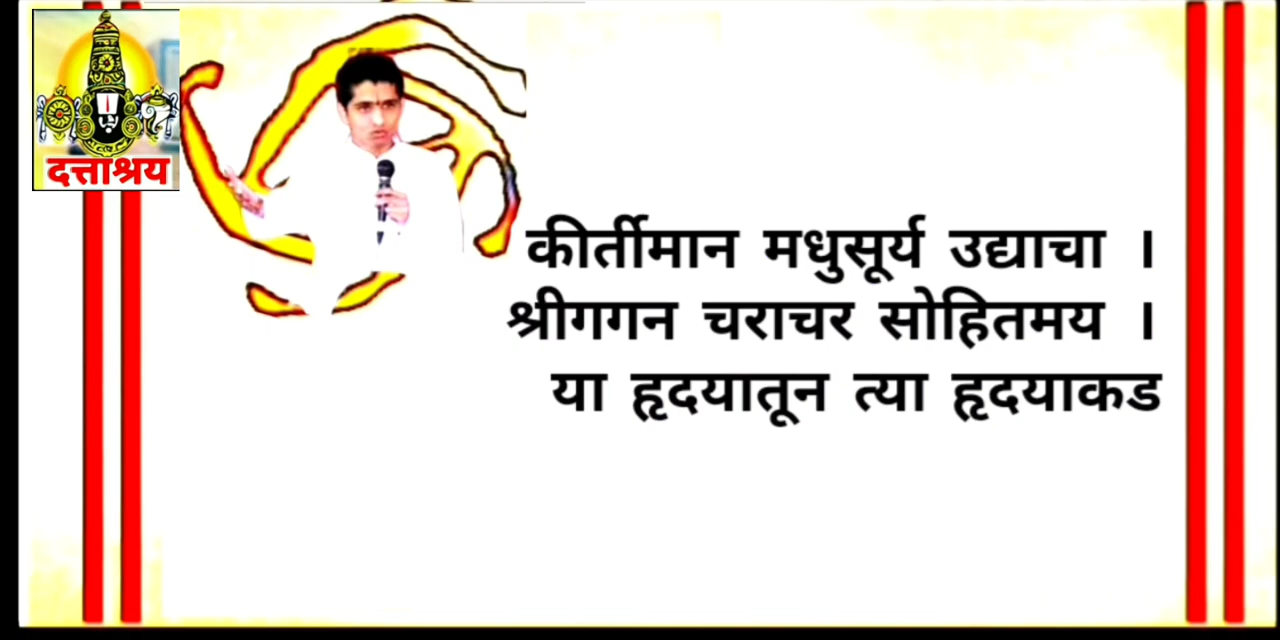 दत्ताश्रय
कीर्तीमान मधुसूर्य उद्याचा ।
श्रीगगन चराचर सोहितमय ।
या हृदयातून त्या हृदयाकड